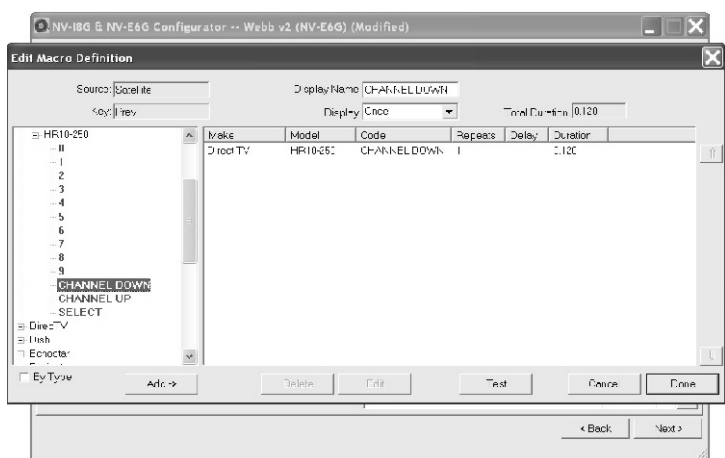 NV-I8G & NV-E6G Configurator -- Webb v2 (NV-E6G) (Modified)
Edit Macro Definition
Source: Satellite
Display Name CHANNEL DOWN
Key: Prev
Display Once
Total Duration 0.120
HR10-250
0
1
2
3
4
5
6
7
8
9
CHANNEL DOWN
CHANNEL UP
SELECT
DirecTV
Dish
Echostar
Make Model Code Repeats Delay Duration
Direct TV HR10-250 CHANNEL DOWN 1 0.120
By Type
Add ->
Delete
Edit
Test
Cancel
Done
< Back
Next >